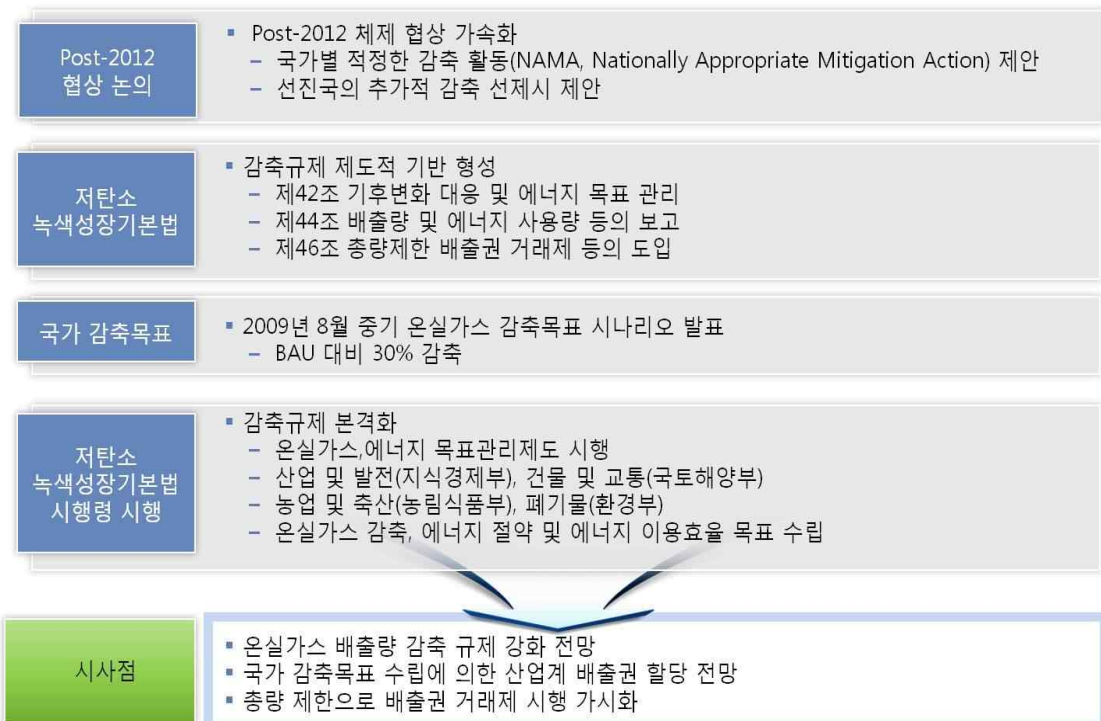 Post-2012
협상 논의
▪ Post-2012 체제 협상 가속화
– 국가별 적정한 감축 활동(NAMA, Nationally Appropriate Mitigation Action) 제안
– 선진국의 추가적 감축 선제시 제안
저탄소
녹색성장기본법
▪ 감축규제 제도적 기반 형성
– 제42조 기후변화 대응 및 에너지 목표 관리
– 제44조 배출량 및 에너지 사용량 등의 보고
– 제46조 총량제한 배출권 거래제 등의 도입
국가 감축목표
▪ 2009년 8월 중기 온실가스 감축목표 시나리오 발표
– BAU 대비 30% 감축
저탄소
녹색성장기본법
시행령 시행
▪ 감축규제 본격화
– 온실가스,에너지 목표관리제도 시행
– 산업 및 발전(지식경제부), 건물 및 교통(국토해양부)
– 농업 및 축산(농림식품부), 폐기물(환경부)
– 온실가스 감축, 에너지 절약 및 에너지 이용효율 목표 수립
시사점
▪ 온실가스 배출량 감축 규제 강화 전망
▪ 국가 감축목표 수립에 의한 산업계 배출권 할당 전망
▪ 총량 제한으로 배출권 거래제 시행 가시화